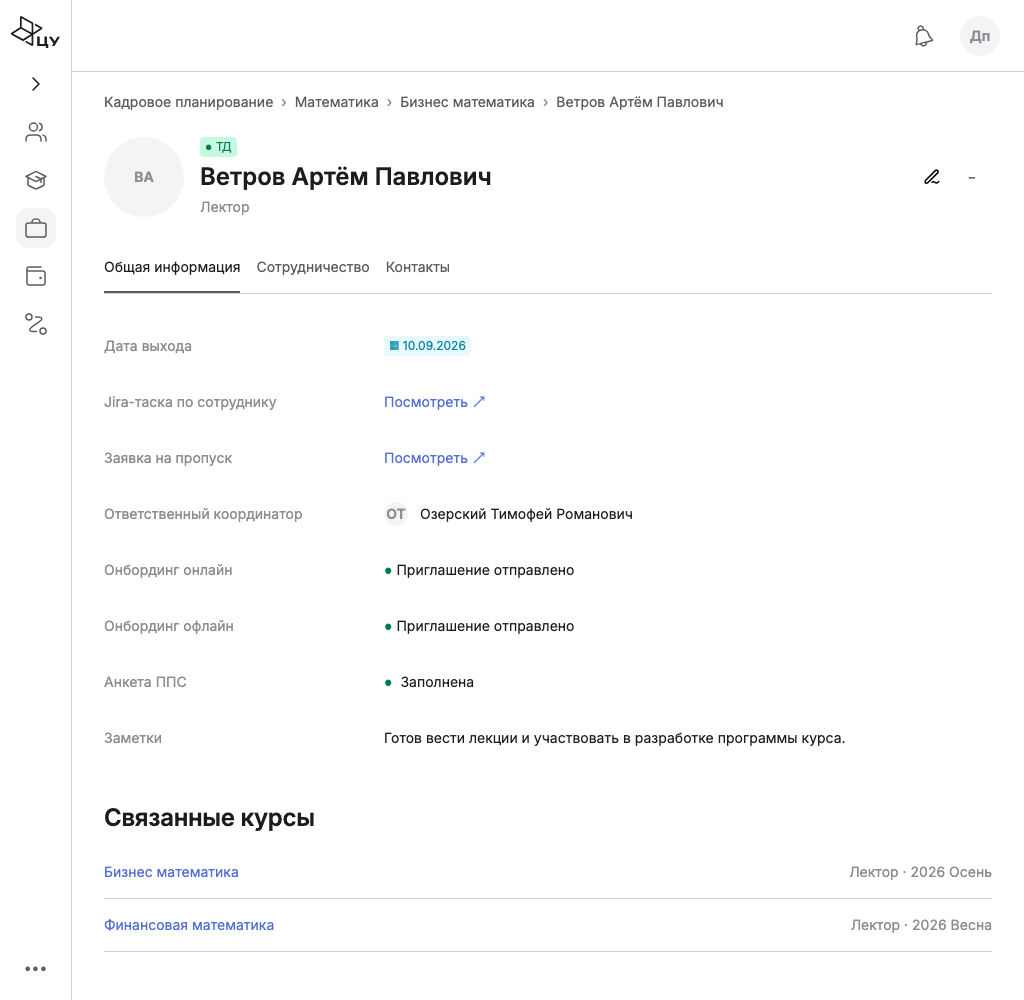 ЦУ
Дп
Кадровое планирование › Математика › Бизнес математика › Ветров Артём Павлович
ВА
ТД
Ветров Артём Павлович
Лектор
Общая информация Сотрудничество Контакты
Дата выхода 10.09.2026
Jira-таска по сотруднику Посмотреть ↗
Заявка на пропуск Посмотреть ↗
Ответственный координатор ОТ Озерский Тимофей Романович
Онбординг онлайн Приглашение отправлено
Онбординг офлайн Приглашение отправлено
Анкета ППС Заполнена
Заметки Готов вести лекции и участвовать в разработке программы курса.
Связанные курсы
Бизнес математика Лектор · 2026 Осень
Финансовая математика Лектор · 2026 Весна